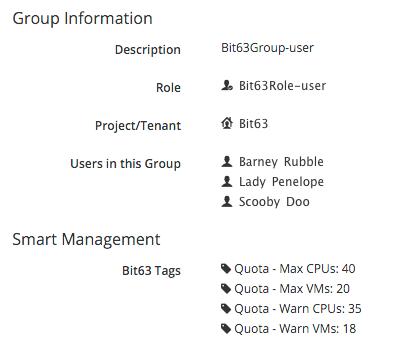 Group Information
Description Bit63Group-user
Role Bit63Role-user
Project/Tenant Bit63
Users in this Group Barney Rubble
Lady Penelope
Scooby Doo
Smart Management
Bit63 Tags Quota - Max CPUs: 40
Quota - Max VMs: 20
Quota - Warn CPUs: 35
Quota - Warn VMs: 18